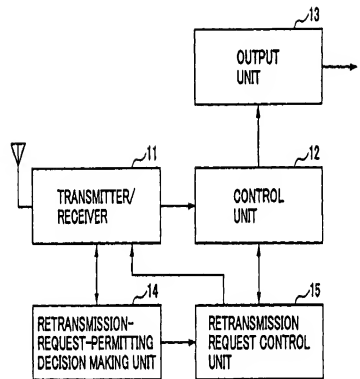 13
OUTPUT
UNIT
11
12
TRANSMITTER/
RECEIVER
CONTROL
UNIT
14
15
RETRANSMISSION-
REQUEST-PERMITTING
DECISION MAKING UNIT
RETRANSMISSION
REQUEST CONTROL
UNIT